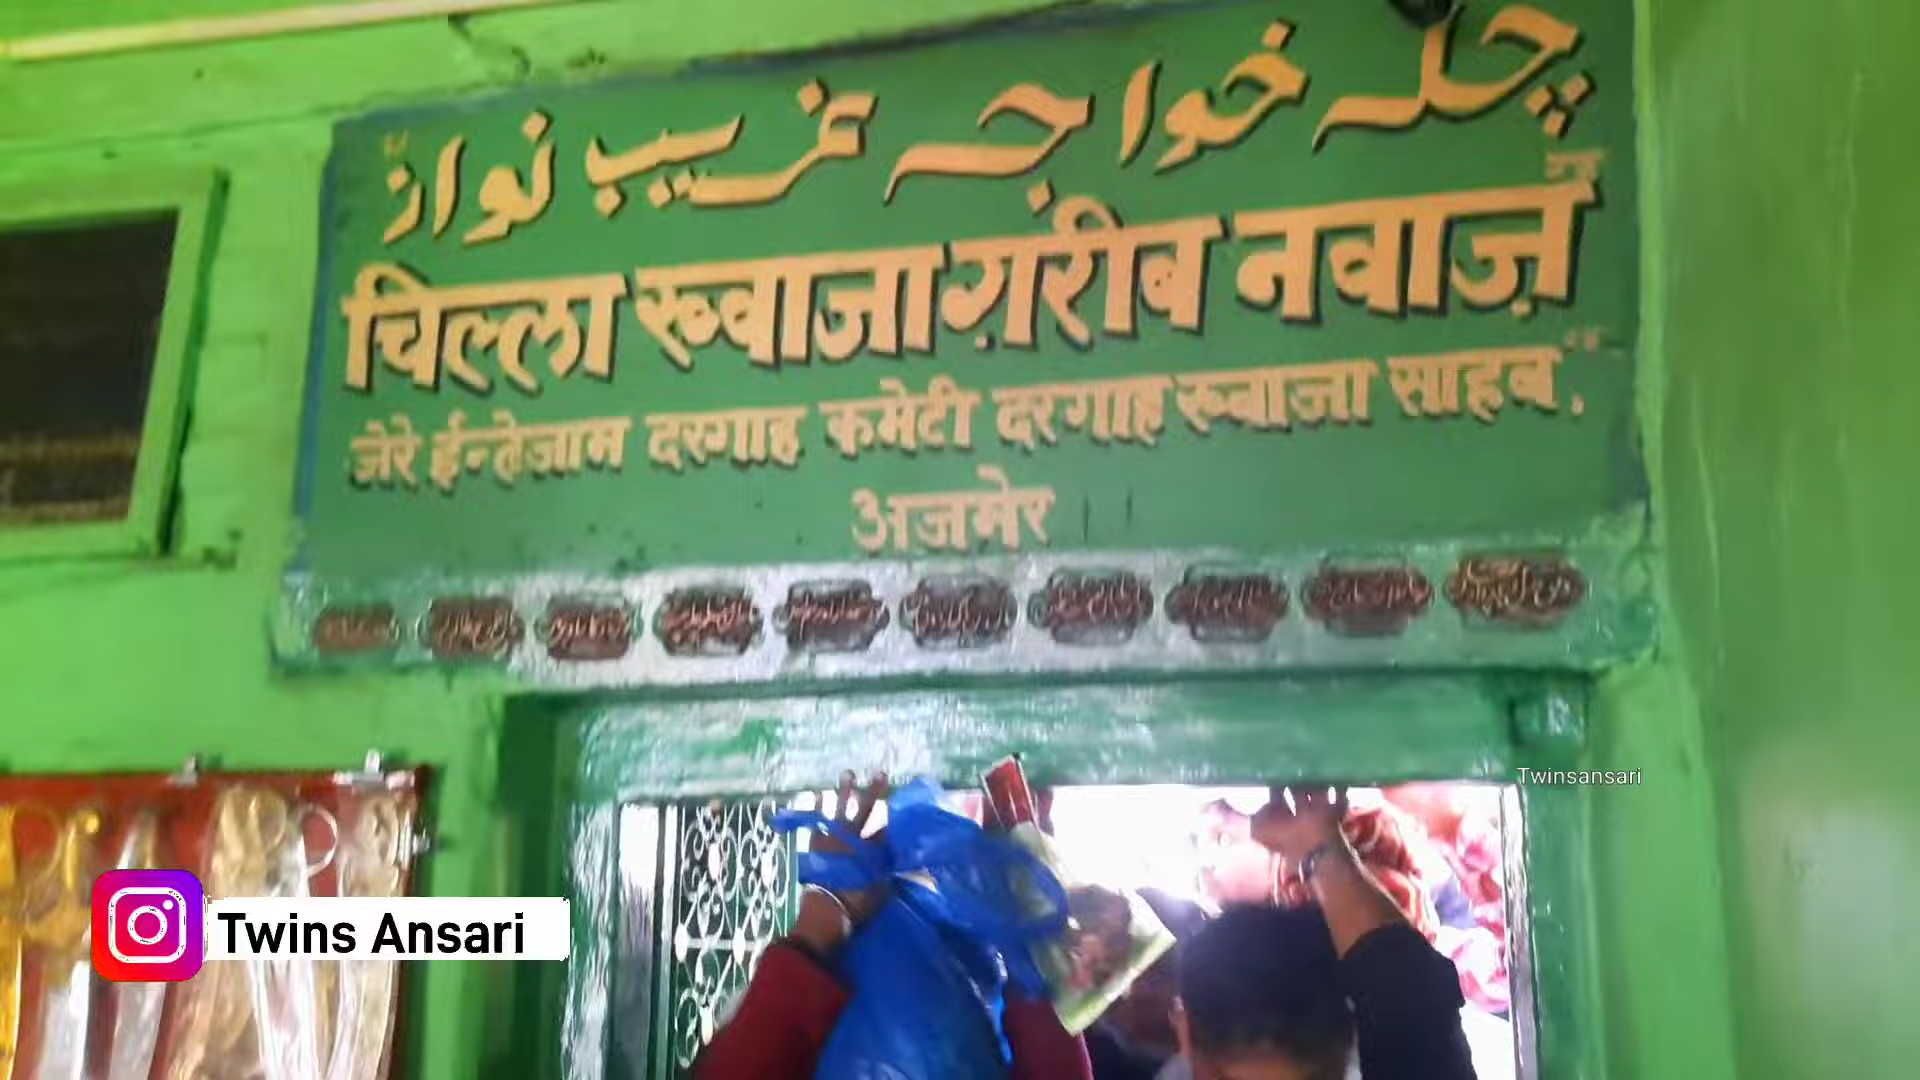 چلہ خواجہ غریب نواز
चिल्ला ख्वाजा ग़रीब नवाज़
जेरे ईन्तेजाम दरगाह कमेटी दरगाह ख्वाजा साहब.
अजमेर
Twinsansari
Twins Ansari